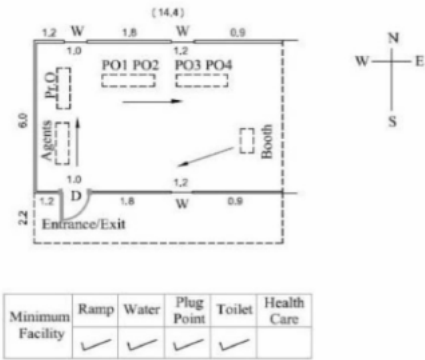 (14,4)
1,2 W 1,8 W 0,9
1,0 1,2
PO1 PO2 PO3 PO4
Pr.O
6,0
Agents
Booth
1,0 1,2
1,2 D 1,8 W 0,9
2,2
Entrance/Exit
N
W E
S
Minimum Facility
Ramp
Water
Plug Point
Toilet
Health Care